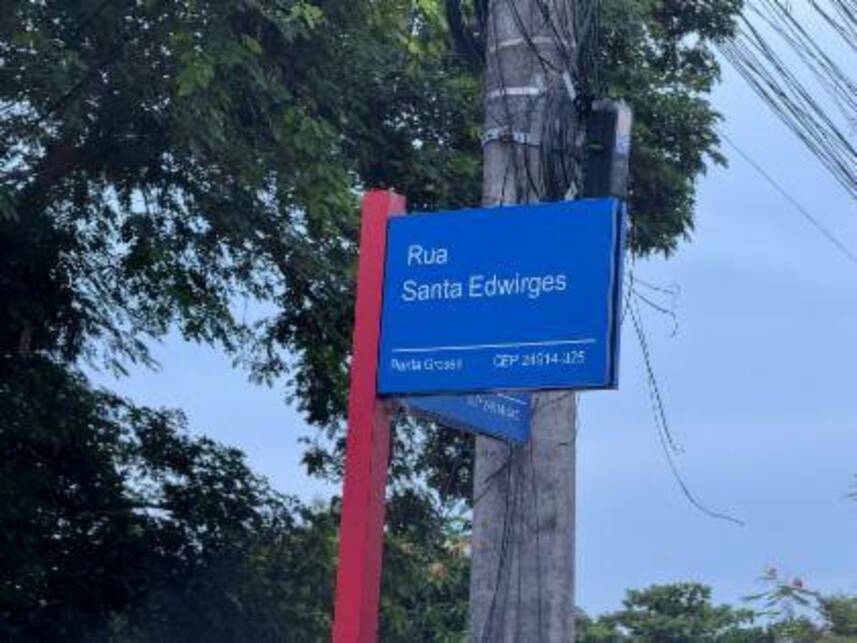 Rua
Santa Edwirges
Ponta Grossa CEP 24914-325